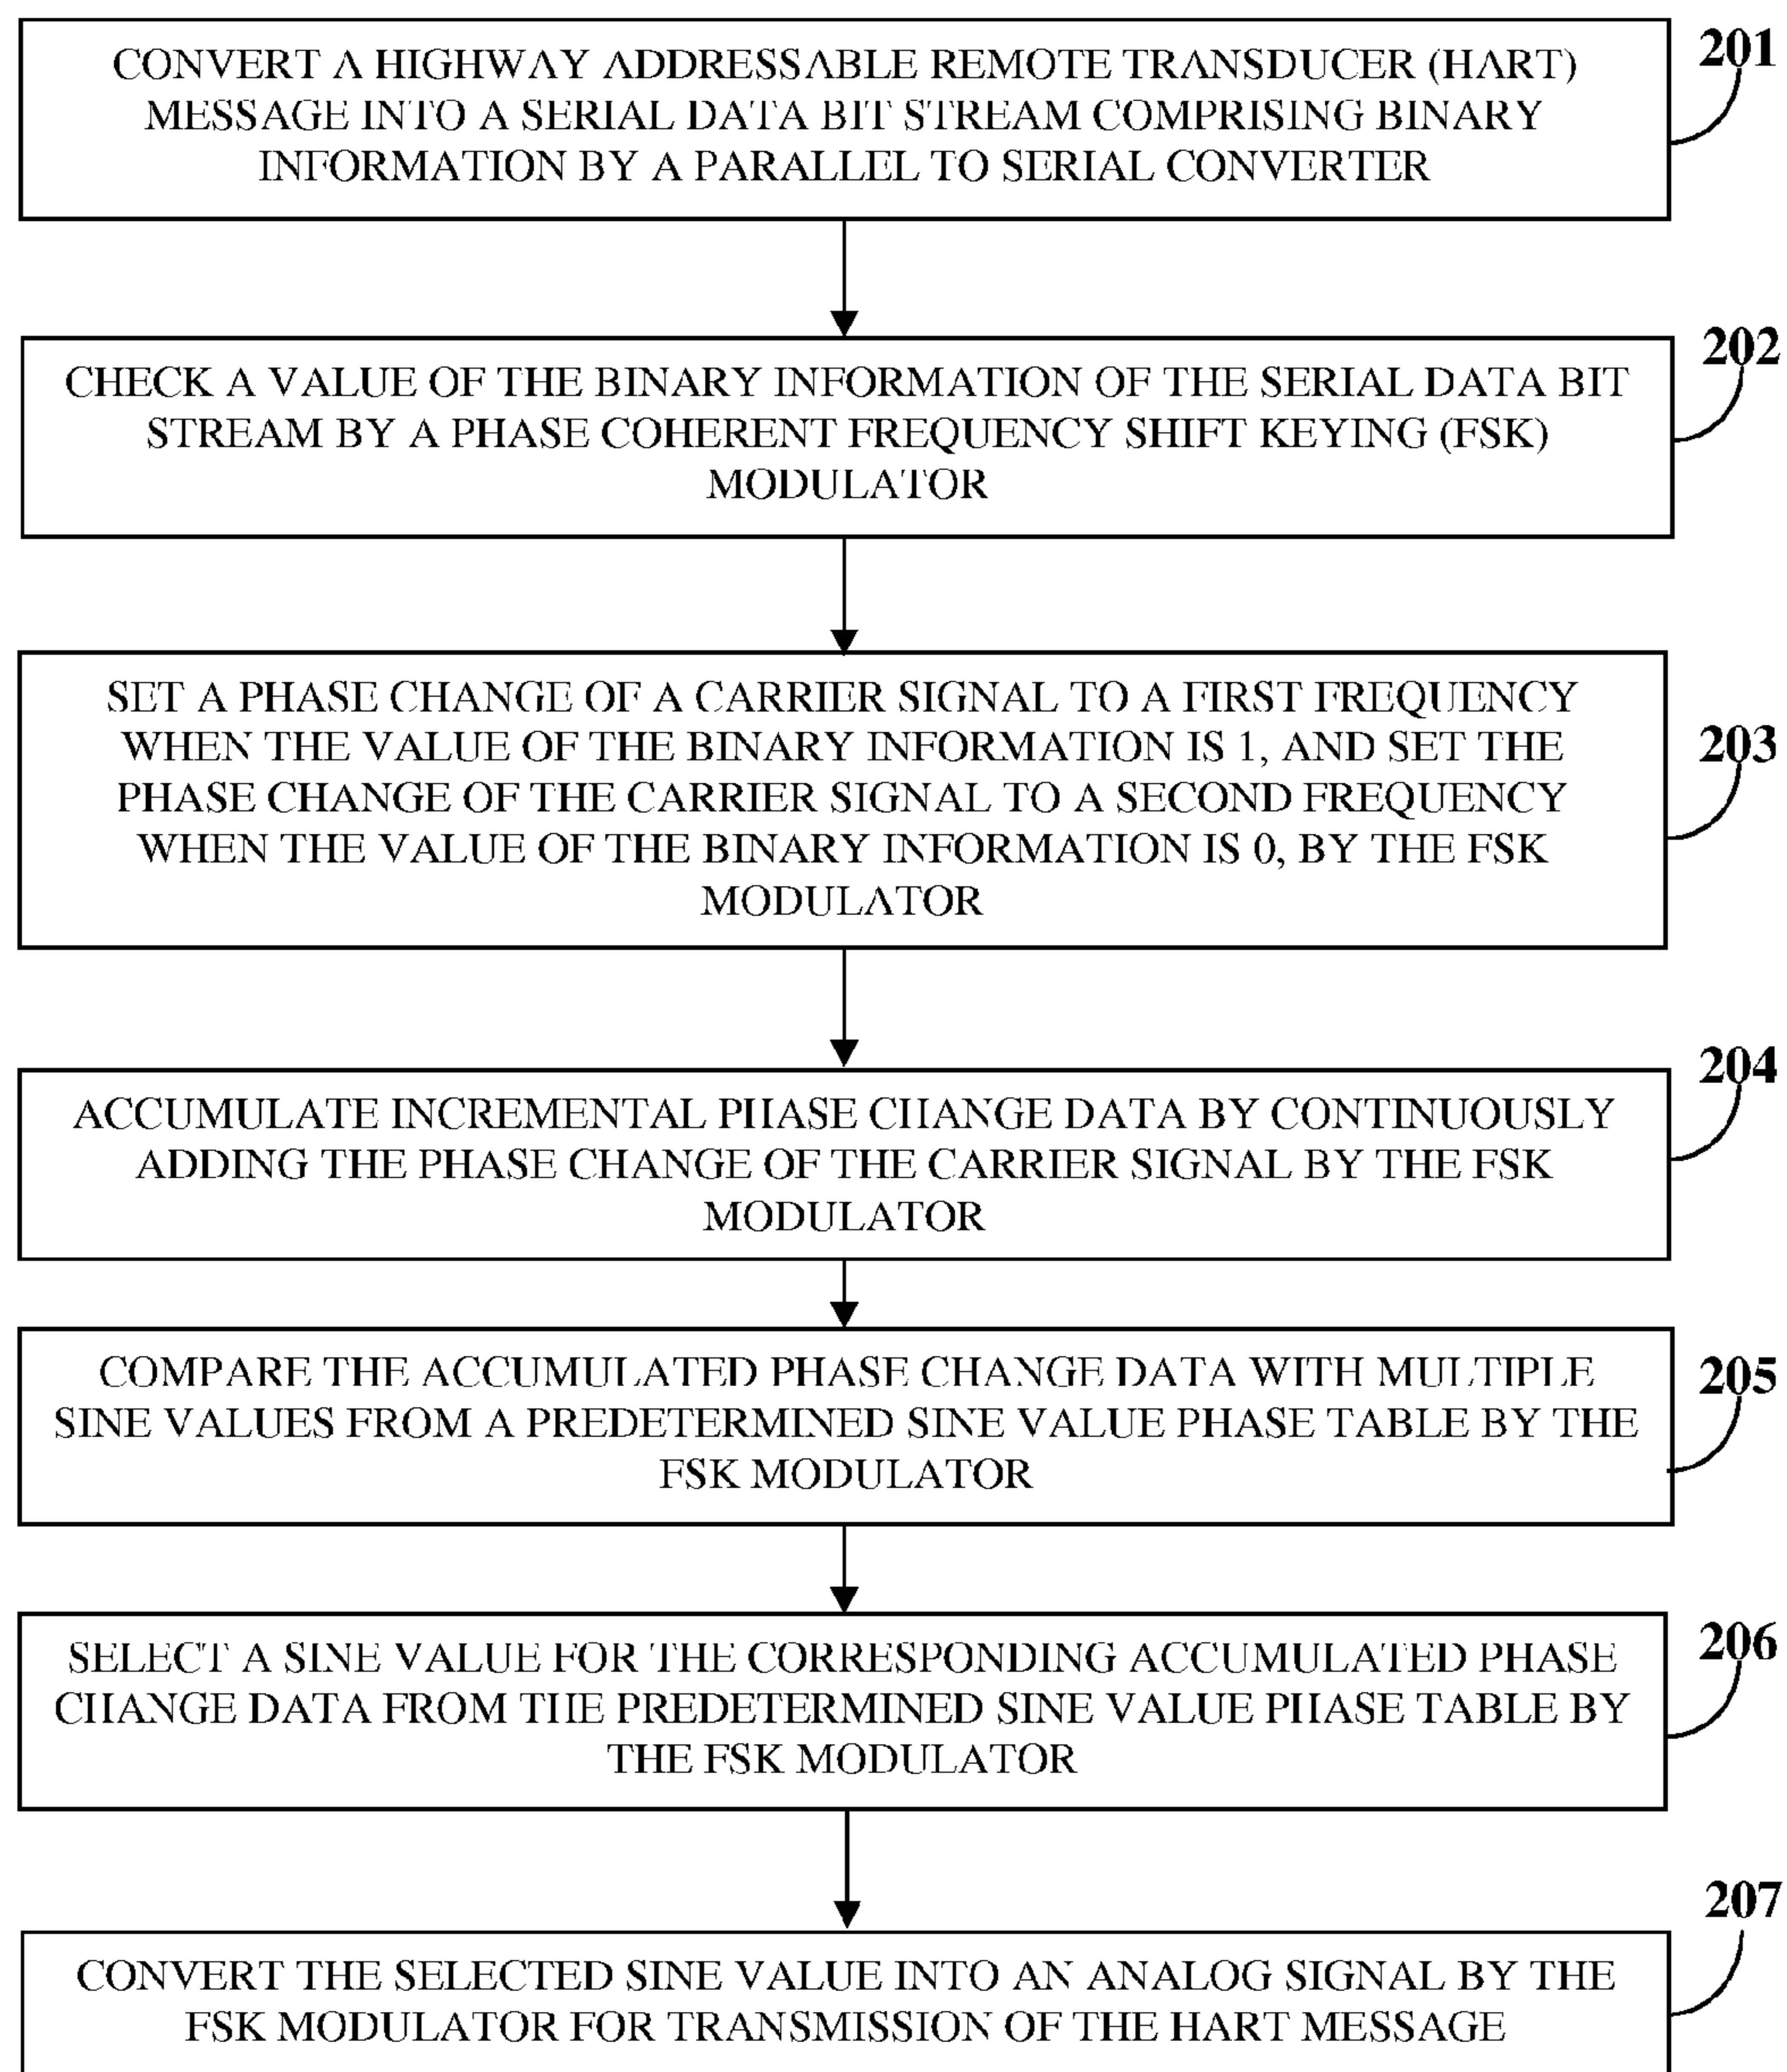 201
CONVERT A HIGHWAY ADDRESSABLE REMOTE TRANSDUCER (HART)
MESSAGE INTO A SERIAL DATA BIT STREAM COMPRISING BINARY
INFORMATION BY A PARALLEL TO SERIAL CONVERTER
202
CHECK A VALUE OF THE BINARY INFORMATION OF THE SERIAL DATA BIT
STREAM BY A PHASE COHERENT FREQUENCY SHIFT KEYING (FSK)
MODULATOR
203
SET A PHASE CHANGE OF A CARRIER SIGNAL TO A FIRST FREQUENCY
WHEN THE VALUE OF THE BINARY INFORMATION IS 1, AND SET THE
PHASE CHANGE OF THE CARRIER SIGNAL TO A SECOND FREQUENCY
WHEN THE VALUE OF THE BINARY INFORMATION IS 0, BY THE FSK
MODULATOR
204
ACCUMULATE INCREMENTAL PHASE CHANGE DATA BY CONTINUOUSLY
ADDING THE PHASE CHANGE OF THE CARRIER SIGNAL BY THE FSK
MODULATOR
205
COMPARE THE ACCUMULATED PHASE CHANGE DATA WITH MULTIPLE
SINE VALUES FROM A PREDETERMINED SINE VALUE PHASE TABLE BY THE
FSK MODULATOR
206
SELECT A SINE VALUE FOR THE CORRESPONDING ACCUMULATED PHASE
CHANGE DATA FROM THE PREDETERMINED SINE VALUE PHASE TABLE BY
THE FSK MODULATOR
207
CONVERT THE SELECTED SINE VALUE INTO AN ANALOG SIGNAL BY THE
FSK MODULATOR FOR TRANSMISSION OF THE HART MESSAGE